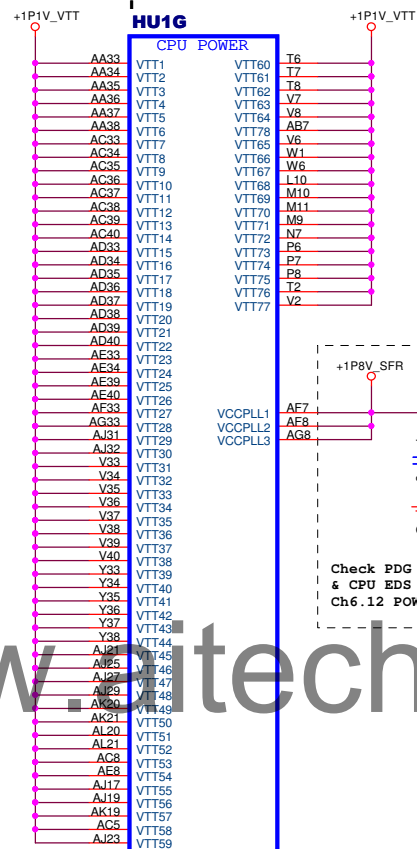 +1P1V_VTT
HU1G
+1P1V_VTT
CPU POWER
AA33 VTT1 VTT60 T6
AA34 VTT2 VTT61 T7
AA35 VTT3 VTT62 T8
AA36 VTT4 VTT63 V7
AA37 VTT5 VTT64 V8
AA38 VTT6 VTT78 AB7
AC33 VTT7 VTT65 V6
AC34 VTT8 VTT66 W1
AC35 VTT9 VTT67 W6
AC36 VTT10 VTT68 L10
AC37 VTT11 VTT69 M10
AC38 VTT12 VTT70 M11
AC39 VTT13 VTT71 M9
AC40 VTT14 VTT72 N7
AD33 VTT15 VTT73 P6
AD34 VTT16 VTT74 P7
AD35 VTT17 VTT75 P8
AD36 VTT18 VTT76 T2
AD37 VTT19 VTT77 V2
AD38 VTT20
AD39 VTT21
AD40 VTT22
AE33 VTT23
AE34 VTT24
AE39 VTT25
AE40 VTT26
AF33 VTT27
AG33 VTT28
AJ31 VTT29
AJ32 VTT30
V33 VTT31
V34 VTT32
V35 VTT33
V36 VTT34
V37 VTT35
V38 VTT36
V39 VTT37
V40 VTT38
Y33 VTT39
Y34 VTT40
Y35 VTT41
Y36 VTT42
Y37 VTT43
Y38 VTT44
AJ21 VTT45
AJ25 VTT46
AJ27 VTT47
AJ29 VTT48
AK20 VTT49
AK21 VTT50
AL20 VTT51
AL21 VTT52
AC8 VTT53
AE8 VTT54
AJ17 VTT55
AJ19 VTT56
AK19 VTT57
AC5 VTT58
AJ23 VTT59
+1P8V_SFR
VCCPLL1 AF7
VCCPLL2 AF8
VCCPLL3 AG8
Check PDG
& CPU EDS
Ch6.12 POW
w.aitech